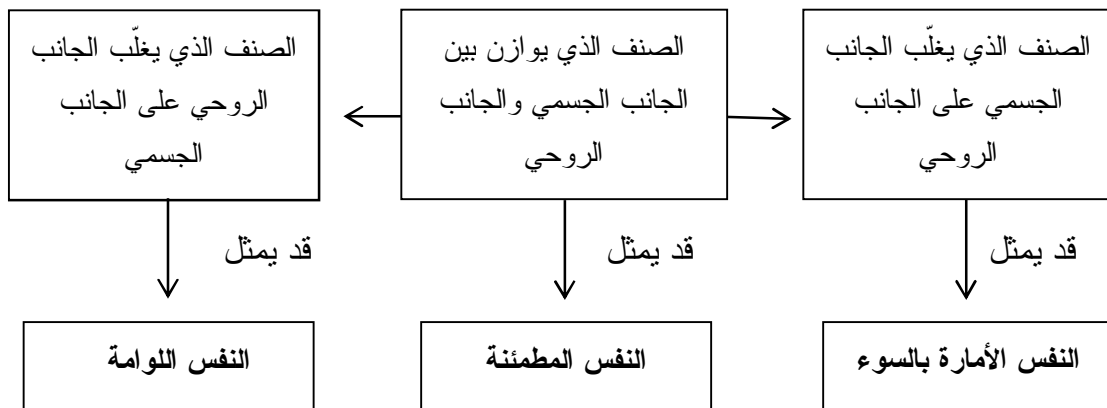 الصنف الذي يغلّب الجانب
الجسمي على الجانب
الروحي
الصنف الذي يوازن بين
الجانب الجسمي والجانب
الروحي
الصنف الذي يغلّب الجانب
الروحي على الجانب
الجسمي
قد يمثل
قد يمثل
قد يمثل
النفس الأمارة بالسوء
النفس المطمئنة
النفس اللوامة